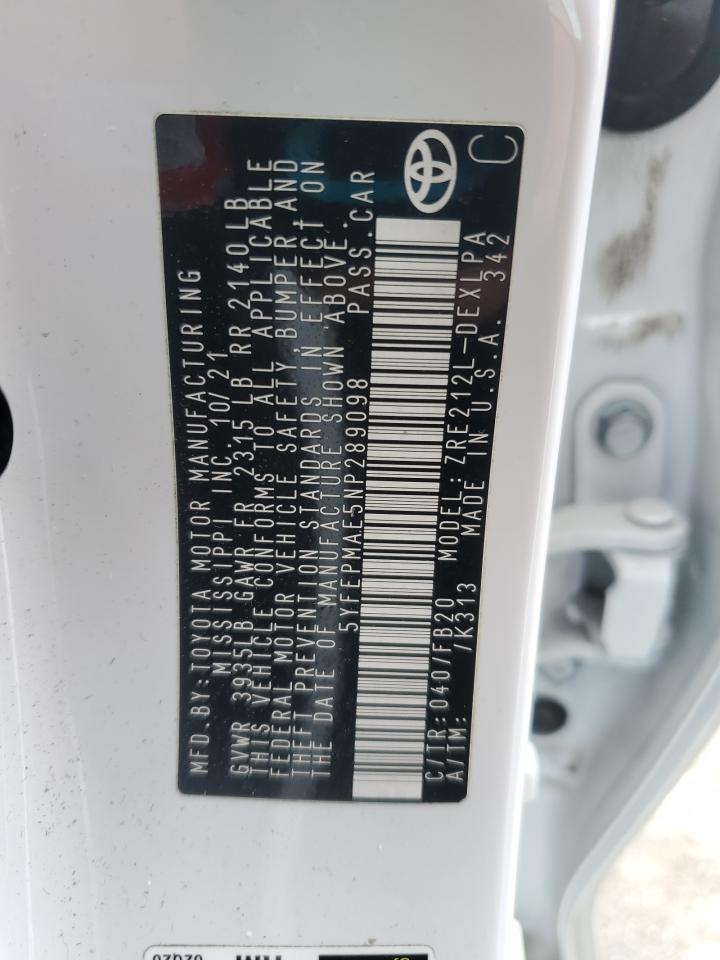 MFD.BY:TOYOTA MOTOR MANUFACTURING
MISSISSIPPI INC. 10/21
GVWR 3935LB GAWR FR 2315 LB RR 2140LB
THIS VEHICLE CONFORMS TO ALL APPLICABLE
FEDERAL MOTOR VEHICLE SAFETY,BUMPER AND
THEFT PREVENTION STANDARDS IN EFFECT ON
THE DATE OF MANUFACTURE SHOWN ABOVE.
5YFEPMAE5NP289098 PASS.CAR
C/TR:040/FB20 MODEL:ZRE212L-DEXLPA
A/TM: /K313 MADE IN U.S.A. 342
C